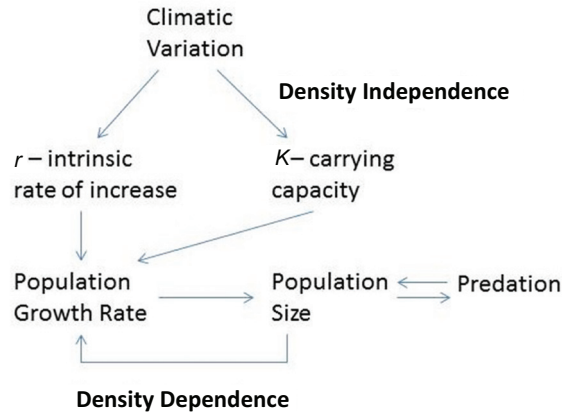 Climatic
Variation
Density Independence
r – intrinsic
rate of increase
K– carrying
capacity
Population
Growth Rate
Population
Size
Predation
Density Dependence